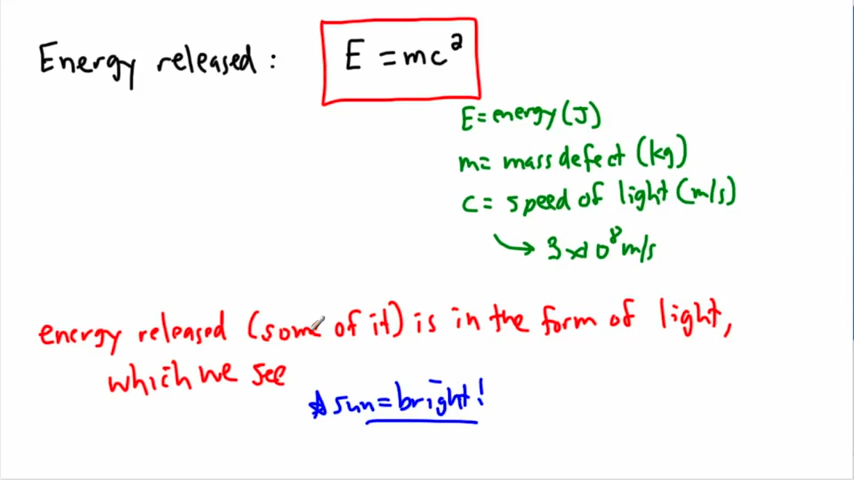 Energy released : E = mc²
E = energy (J)
m = mass defect (kg)
c = speed of light (m/s)
↳ 3 x 10⁸ m/s
energy released (some of it) is in the form of light,
which we see
☆ sun = bright!